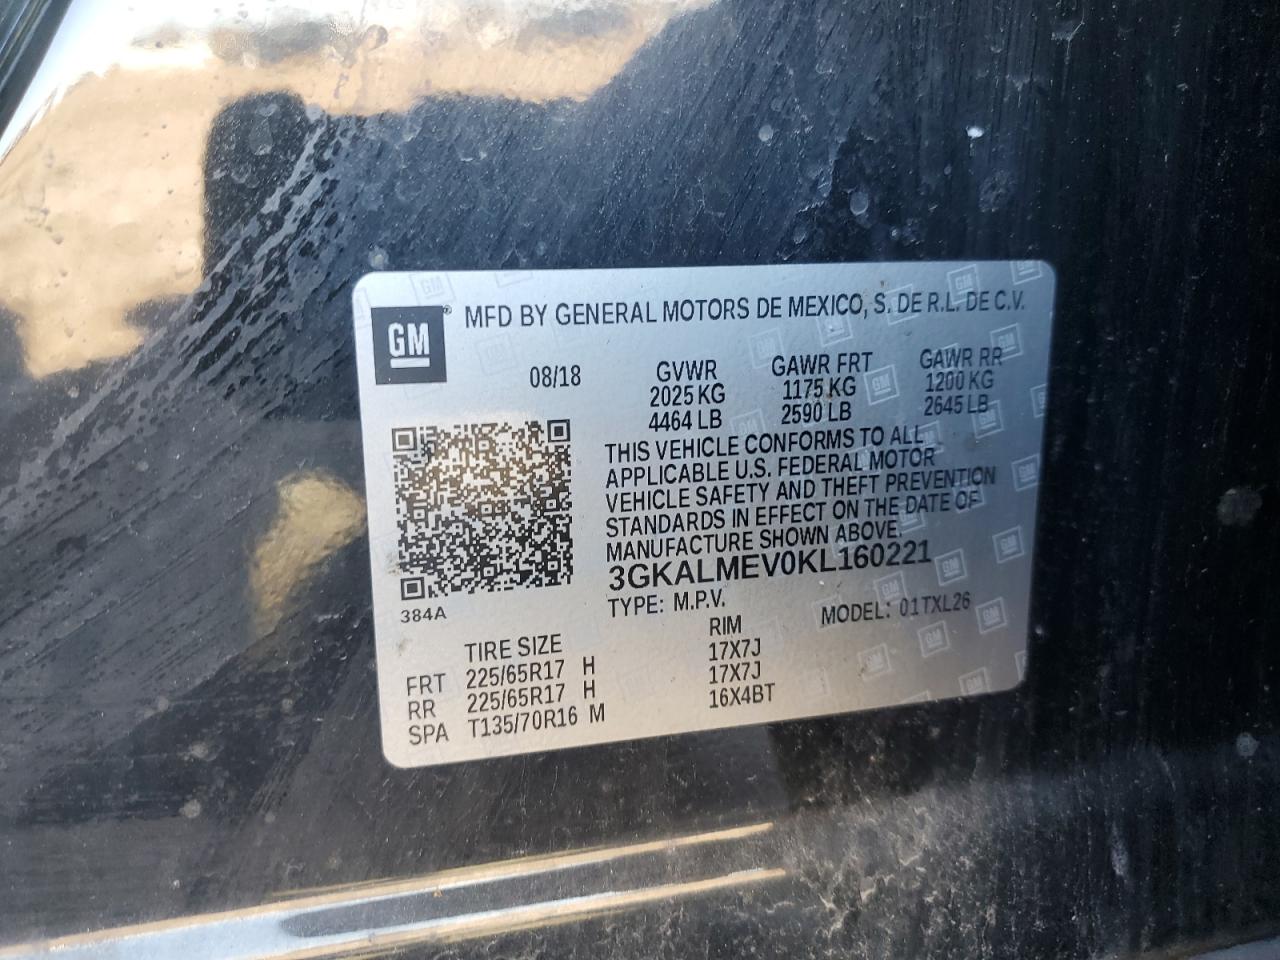 GM® MFD BY GENERAL MOTORS DE MEXICO, S. DE R.L. DE C.V.
08/18 GVWR GAWR FRT GAWR RR
2025 KG 1175 KG 1200 KG
4464 LB 2590 LB 2645 LB
THIS VEHICLE CONFORMS TO ALL
APPLICABLE U.S. FEDERAL MOTOR
VEHICLE SAFETY AND THEFT PREVENTION
STANDARDS IN EFFECT ON THE DATE OF
MANUFACTURE SHOWN ABOVE.
3GKALMEV0KL160221
384A TYPE: M.P.V. MODEL: 01TXL26
TIRE SIZE RIM
FRT 225/65R17 H 17X7J
RR 225/65R17 H 17X7J
SPA T135/70R16 M 16X4BT